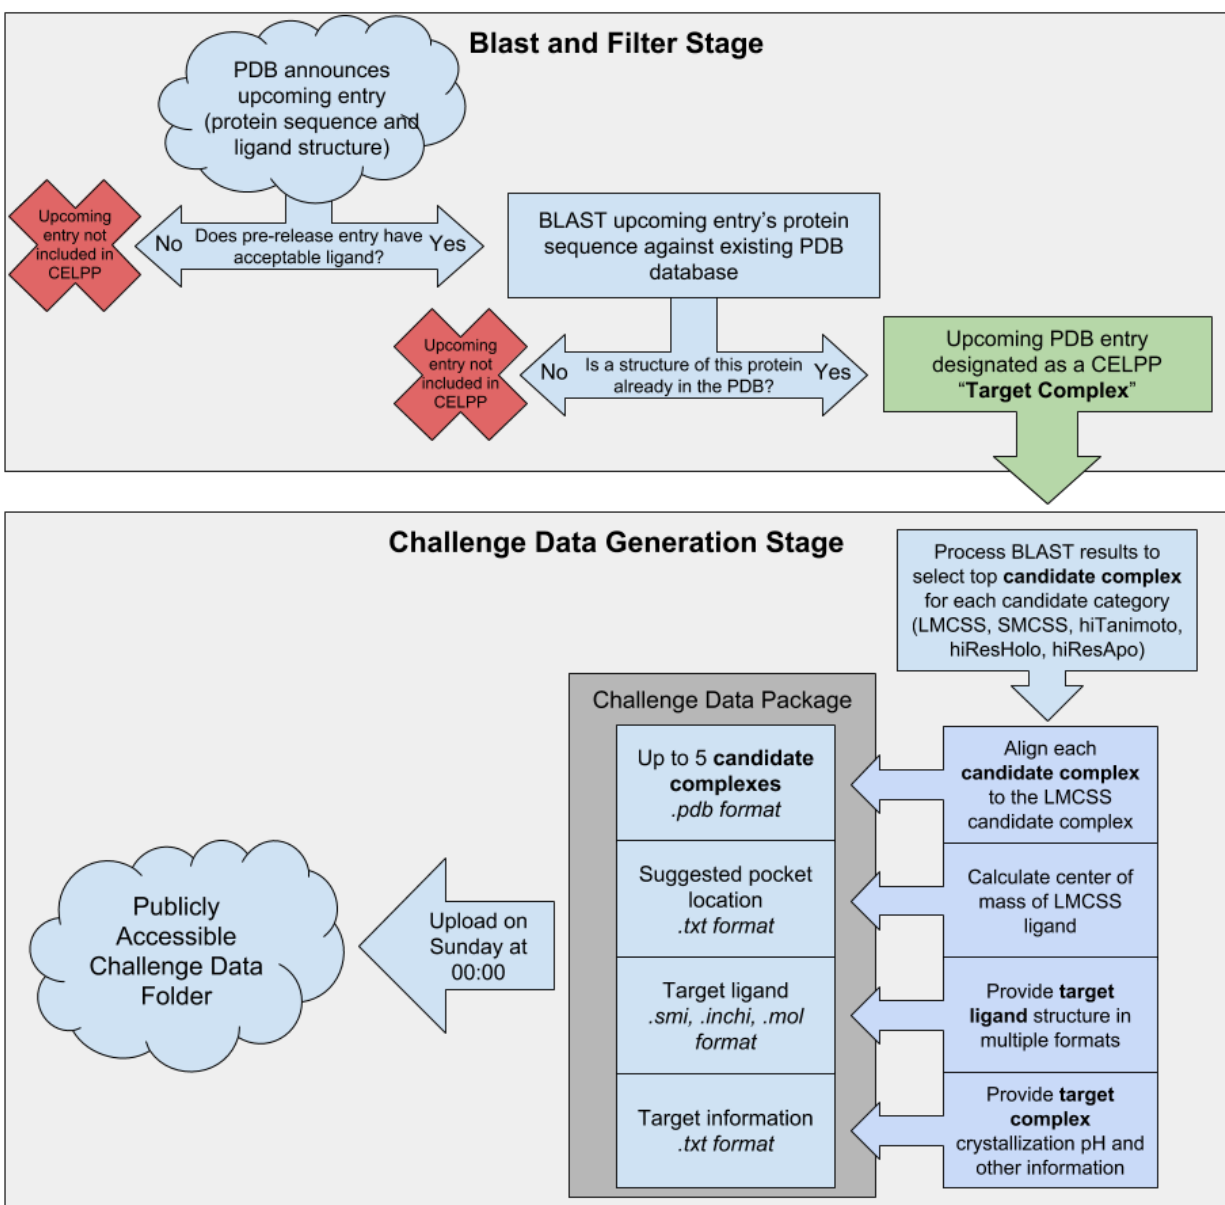 Blast and Filter Stage
PDB announces
upcoming entry
(protein sequence and
ligand structure)
Upcoming
entry not
included in
CELPP
No
Does pre-release entry have
acceptable ligand?
Yes
BLAST upcoming entry's protein
sequence against existing PDB
database
Upcoming
entry not
included in
CELPP
No
Is a structure of this protein
already in the PDB?
Yes
Upcoming PDB entry
designated as a CELPP
“Target Complex”
Challenge Data Generation Stage
Process BLAST results to
select top candidate complex
for each candidate category
(LMCSS, SMCSS, hiTanimoto,
hiResHolo, hiResApo)
Align each
candidate complex
to the LMCSS
candidate complex
Calculate center of
mass of LMCSS
ligand
Provide target
ligand structure in
multiple formats
Provide target
complex
crystallization pH and
other information
Challenge Data Package
Up to 5 candidate
complexes
.pdb format
Suggested pocket
location
.txt format
Target ligand
.smi, .inchi, .mol
format
Target information
.txt format
Upload on
Sunday at
00:00
Publicly
Accessible
Challenge Data
Folder